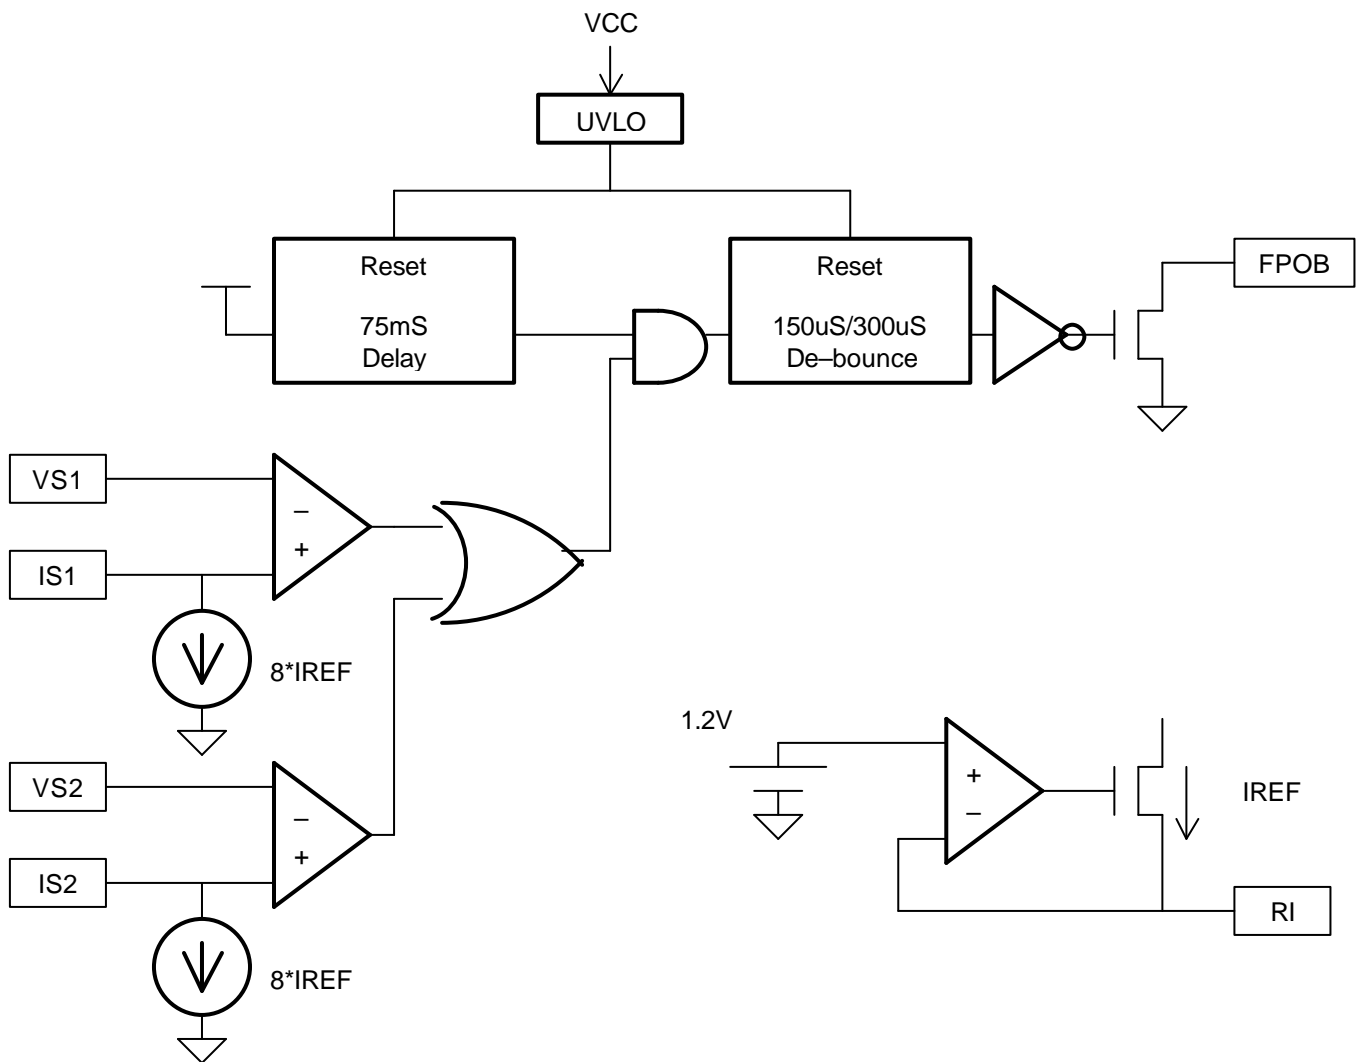 VCC
UVLO
Reset
75mS
Delay
Reset
150uS/300uS
De–bounce
FPOB
VS1
–
+
IS1
8*IREF
VS2
–
+
IS2
8*IREF
1.2V
+
–
IREF
RI